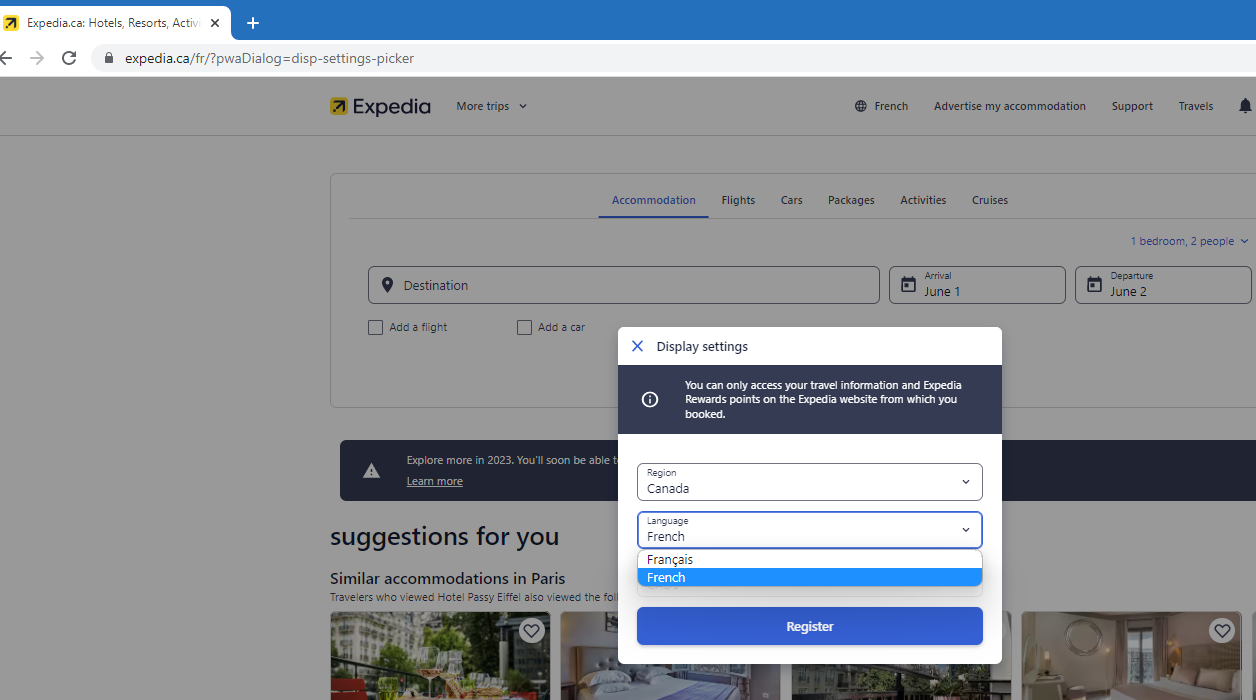 Expedia.ca: Hotels, Resorts, Activi
expedia.ca/fr/?pwaDialog=disp-settings-picker
Expedia
More trips
French
Advertise my accommodation
Support
Travels
Accommodation
Flights
Cars
Packages
Activities
Cruises
1 bedroom, 2 people
Destination
Arrival
June 1
Departure
June 2
Add a flight
Add a car
Display settings
You can only access your travel information and Expedia
Rewards points on the Expedia website from which you
booked.
Explore more in 2023. You'll soon be able t
Learn more
Region
Canada
Language
French
Français
French
Register
suggestions for you
Similar accommodations in Paris
Travelers who viewed Hotel Passy Eiffel also viewed the foll